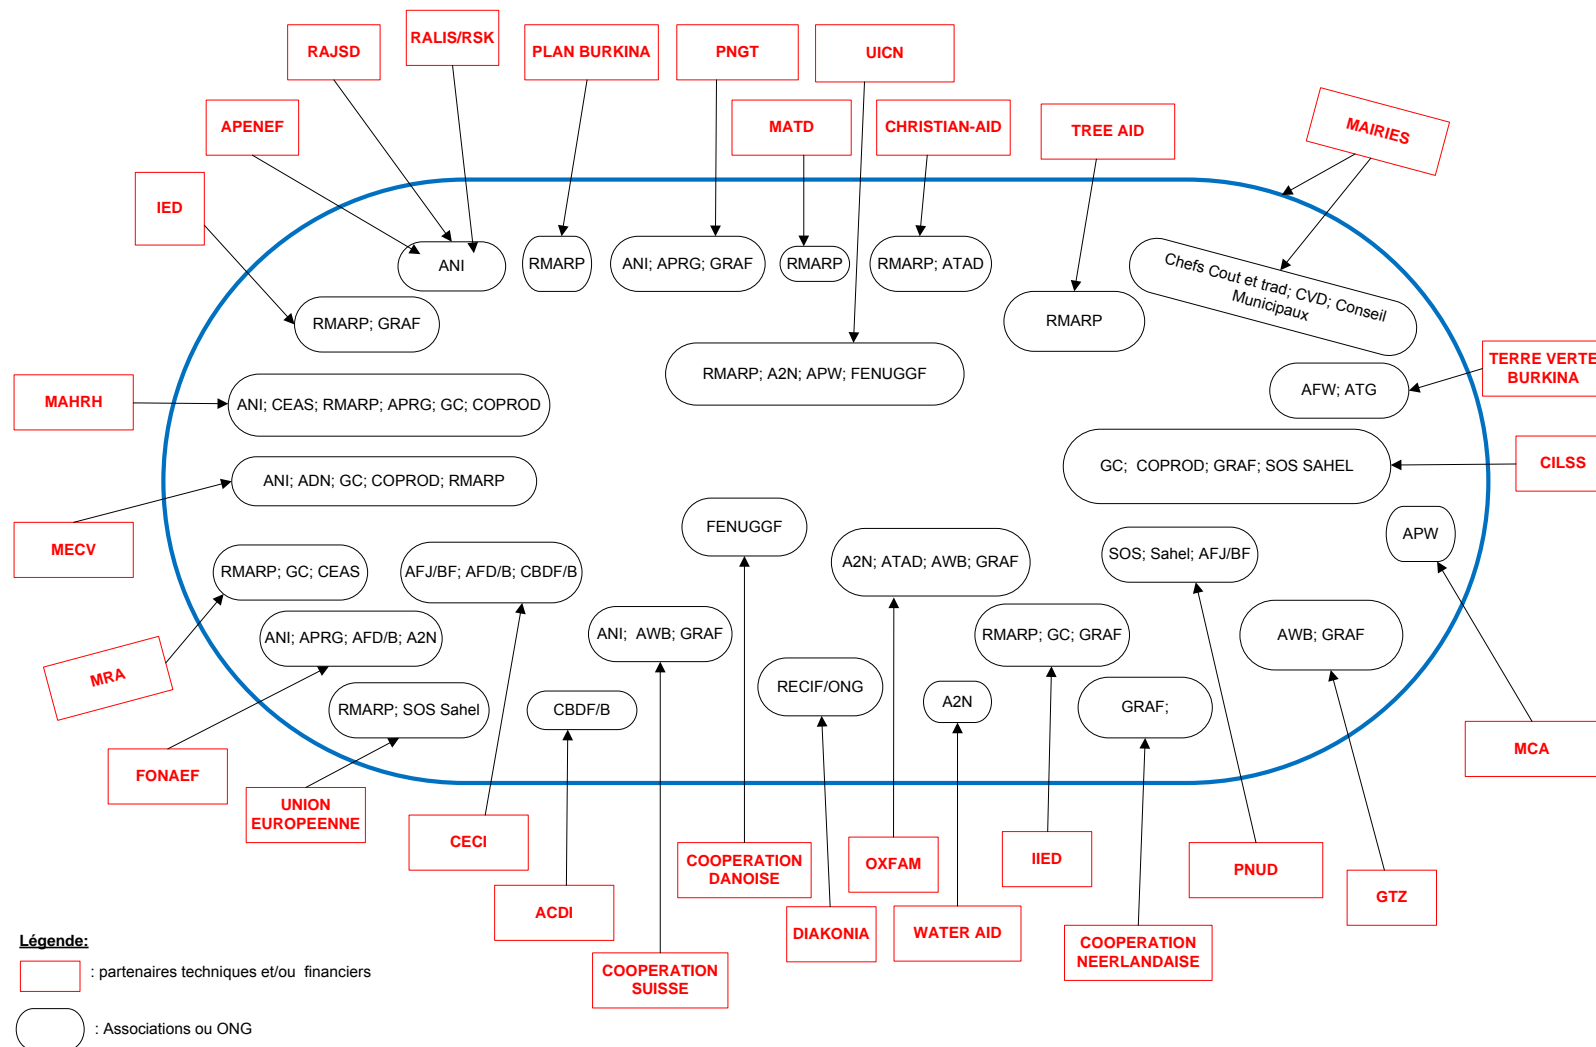 RALIS/RSK
RAJSD
PLAN BURKINA
PNGT
UICN
APENEF
MATD
CHRISTIAN-AID
TREE AID
MAIRIES
IED
ANI
RMARP
ANI; APRG; GRAF
RMARP
RMARP; ATAD
Chefs Cout et trad; CVD; Conseil
Municipaux
RMARP; GRAF
RMARP
TERRE VERTE
BURKINA
RMARP; A2N; APW; FENUGGF
AFW; ATG
MAHRH
ANI; CEAS; RMARP; APRG; GC; COPROD
GC; COPROD; GRAF; SOS SAHEL
CILSS
ANI; ADN; GC; COPROD; RMARP
MECV
FENUGGF
APW
RMARP; GC; CEAS
AFJ/BF; AFD/B; CBDF/B
A2N; ATAD; AWB; GRAF
SOS; Sahel; AFJ/BF
ANI; APRG; AFD/B; A2N
ANI; AWB; GRAF
RMARP; GC; GRAF
AWB; GRAF
MRA
RECIF/ONG
RMARP; SOS Sahel
CBDF/B
A2N
GRAF;
FONAEF
MCA
UNION
EUROPEENNE
CECI
COOPERATION
DANOISE
OXFAM
IIED
PNUD
GTZ
ACDI
DIAKONIA
WATER AID
COOPERATION
NEERLANDAISE
COOPERATION
SUISSE
Légende:
: partenaires techniques et/ou financiers
: Associations ou ONG